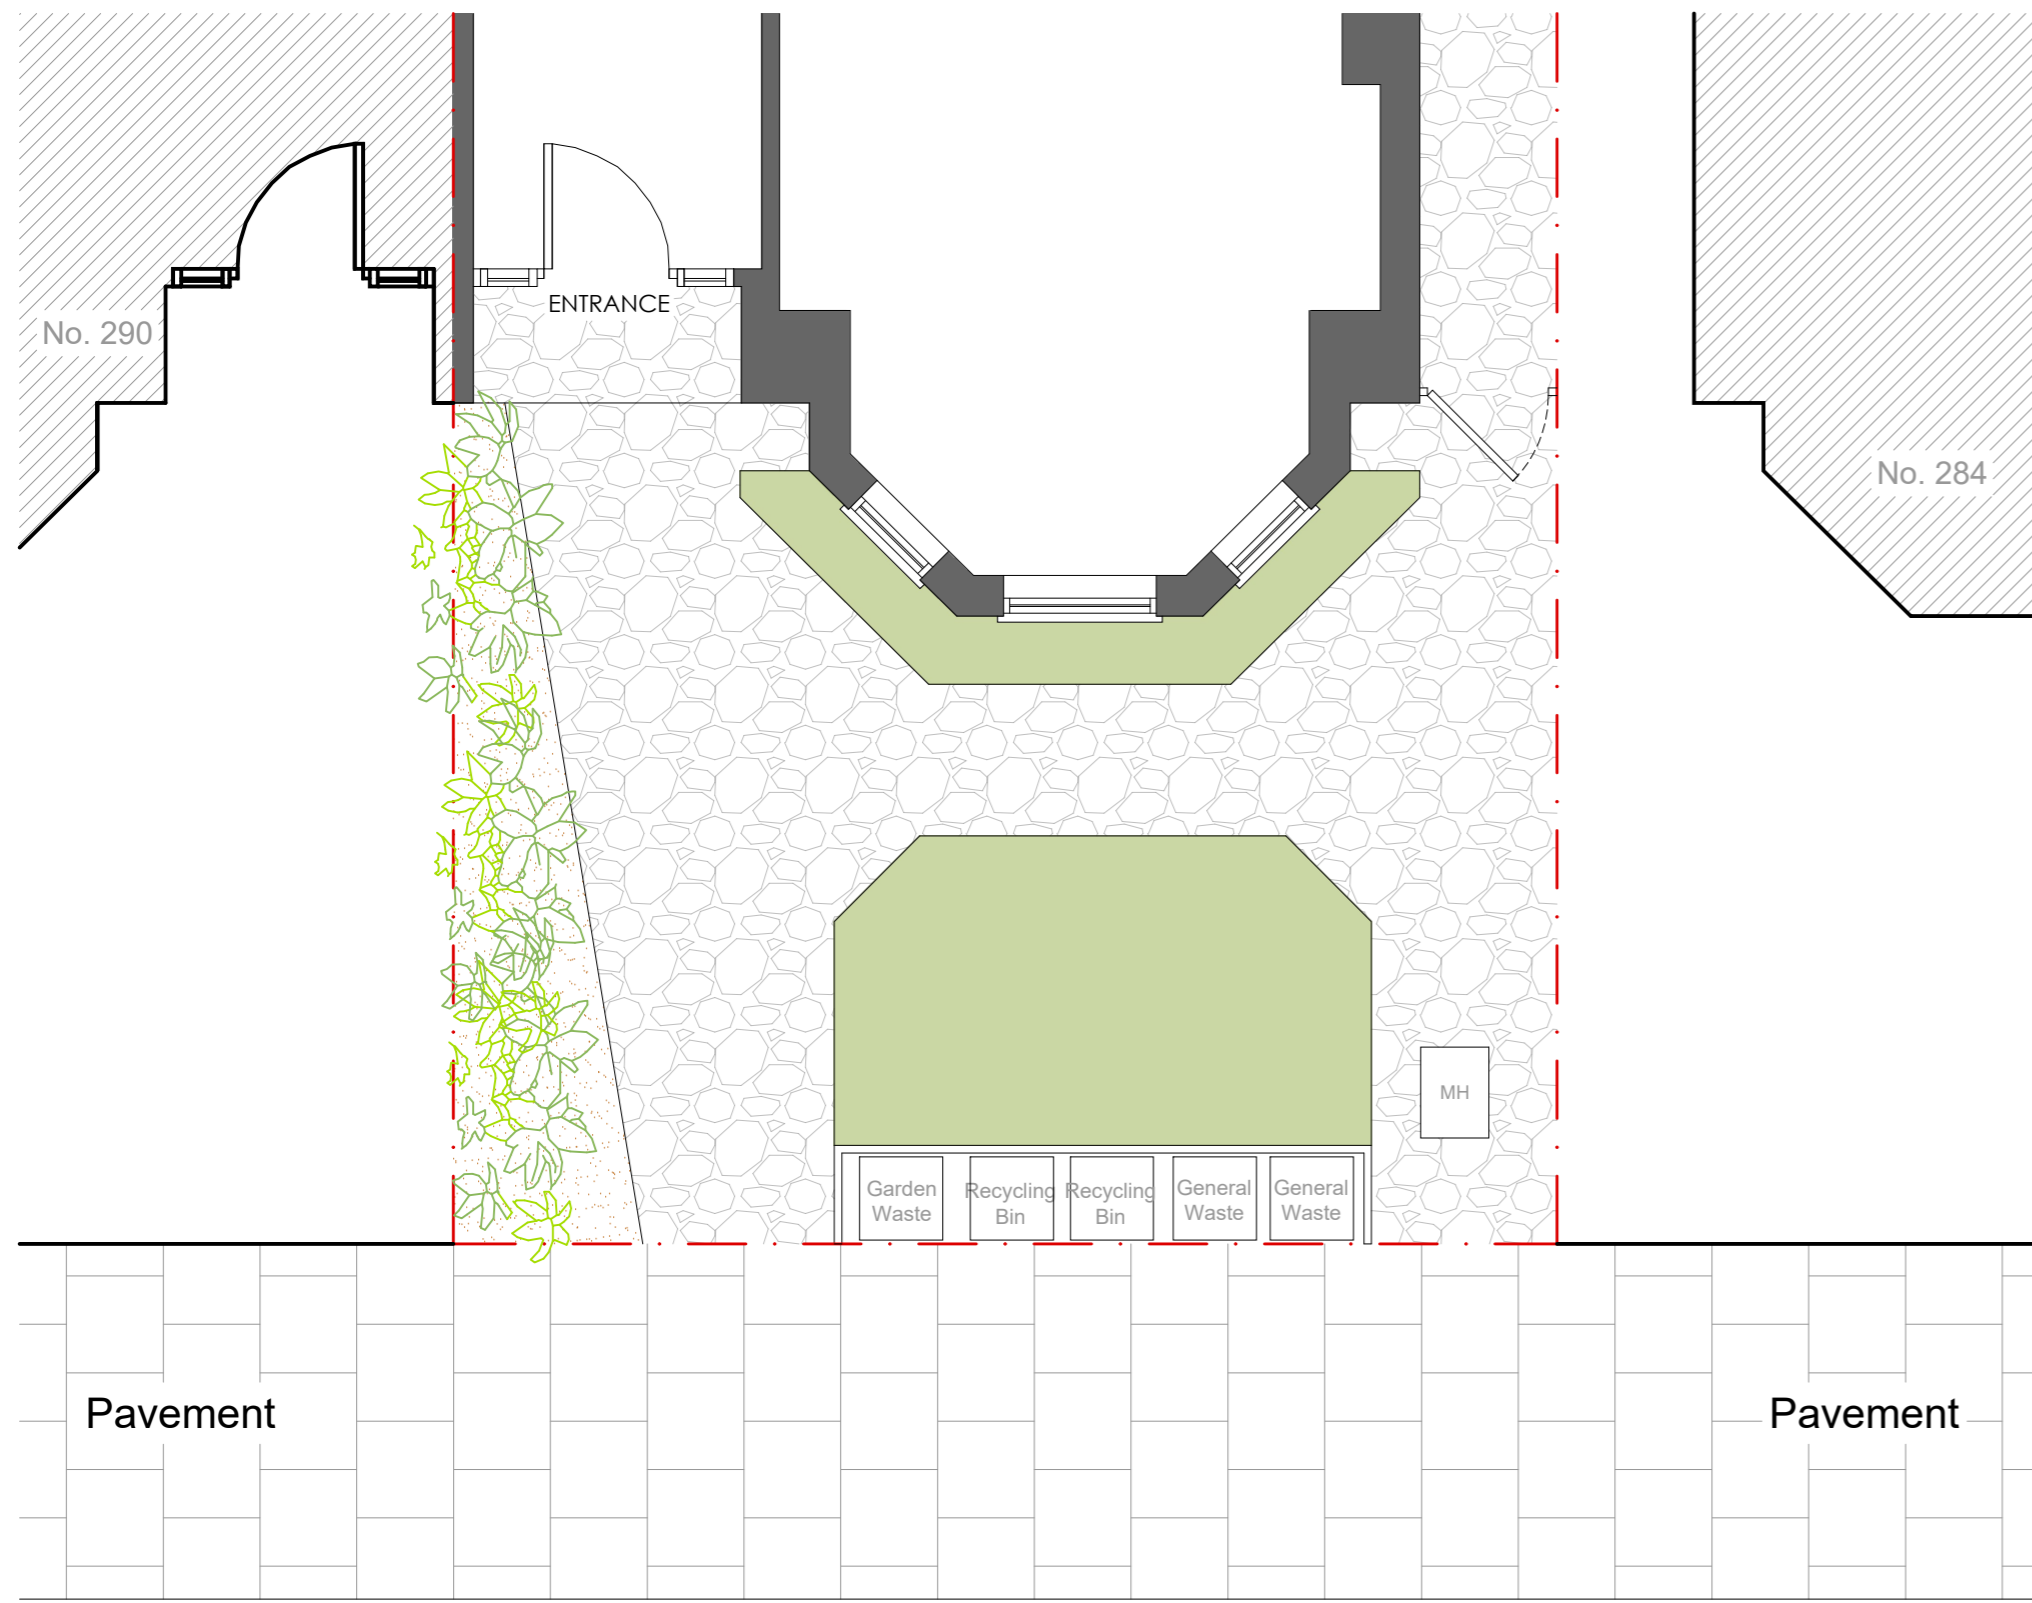 ENTRANCE
No. 290
No. 284
MH
Garden
Waste
Recycling
Bin
Recycling
Bin
General
Waste
General
Waste
Pavement
Pavement